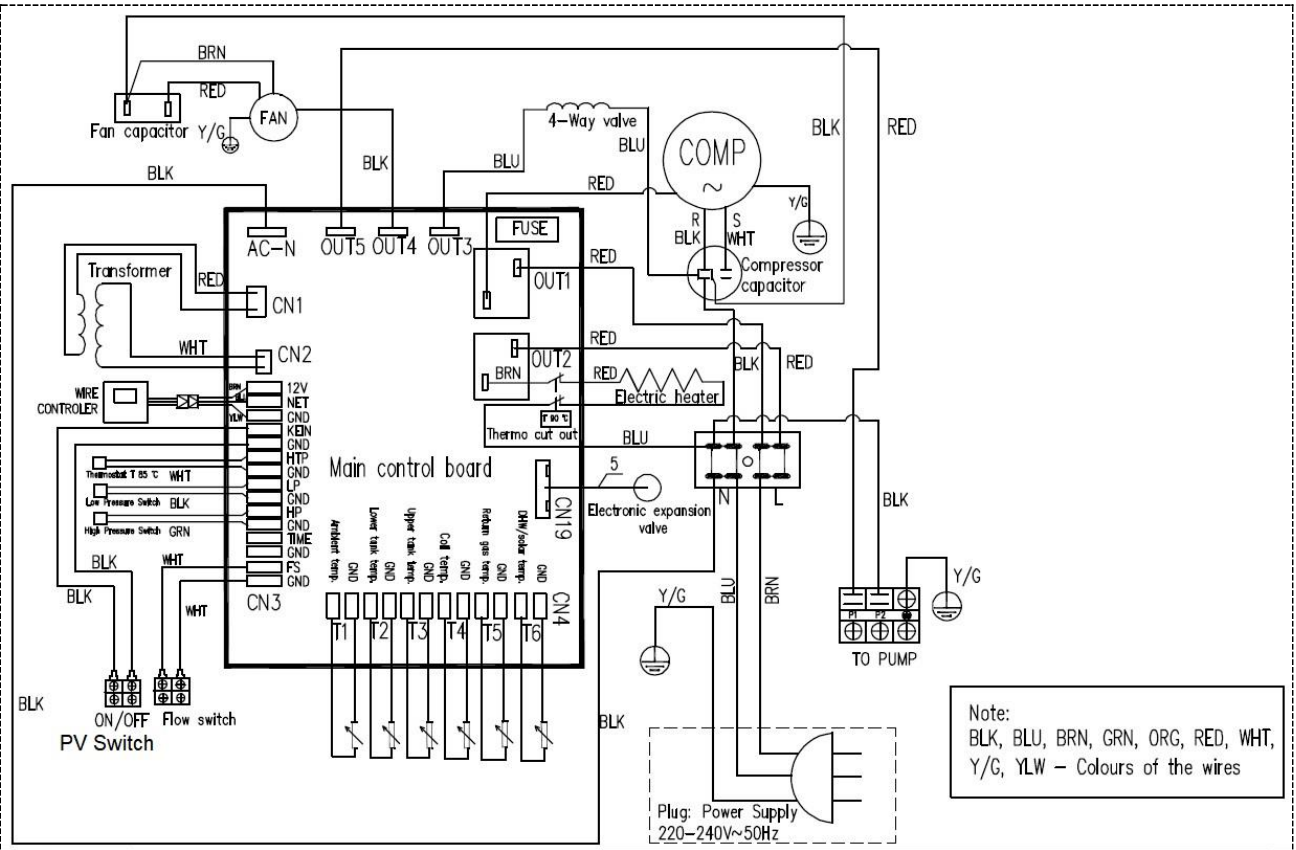 BRN
RED
FAN
Fan capacitor
Y/G
BLK
BLK
BLU
4-Way valve
BLU
COMP
~
BLK
RED
RED
Y/G
R
S
BLK
WHT
Compressor
capacitor
AC-N
OUT5
OUT4
OUT3
FUSE
OUT1
RED
Transformer
RED
CN1
WHT
CN2
OUT2
RED
BRN
RED
Electric heater
BLK
RED
T 90 ℃
Thermo cut out
BLU
WIRE
CONTROLER
BRN
BLU
YLW
12V
NET
GND
KEIN
GND
HTP
GND
LP
GND
HP
GND
TIME
GND
FS
GND
CN3
Thermostat T 85 ℃
WHT
Low Pressure Switch
BLK
High Pressure Switch
GRN
BLK
WHT
BLK
WHT
Main control board
5
CN19
Electronic expansion
valve
N
L
BLK
Ambient temp.
GND
Lower tank temp.
GND
Upper tank temp.
GND
Coil temp.
GND
Return gas temp.
GND
DHW/solar temp.
GND
CN4
T1
T2
T3
T4
T5
T6
Y/G
BLU
BRN
Y/G
P1
P2
TO PUMP
BLK
ON/OFF
Flow switch
PV Switch
BLK
Plug: Power Supply
220-240V~50Hz
Note:
BLK, BLU, BRN, GRN, ORG, RED, WHT,
Y/G, YLW – Colours of the wires